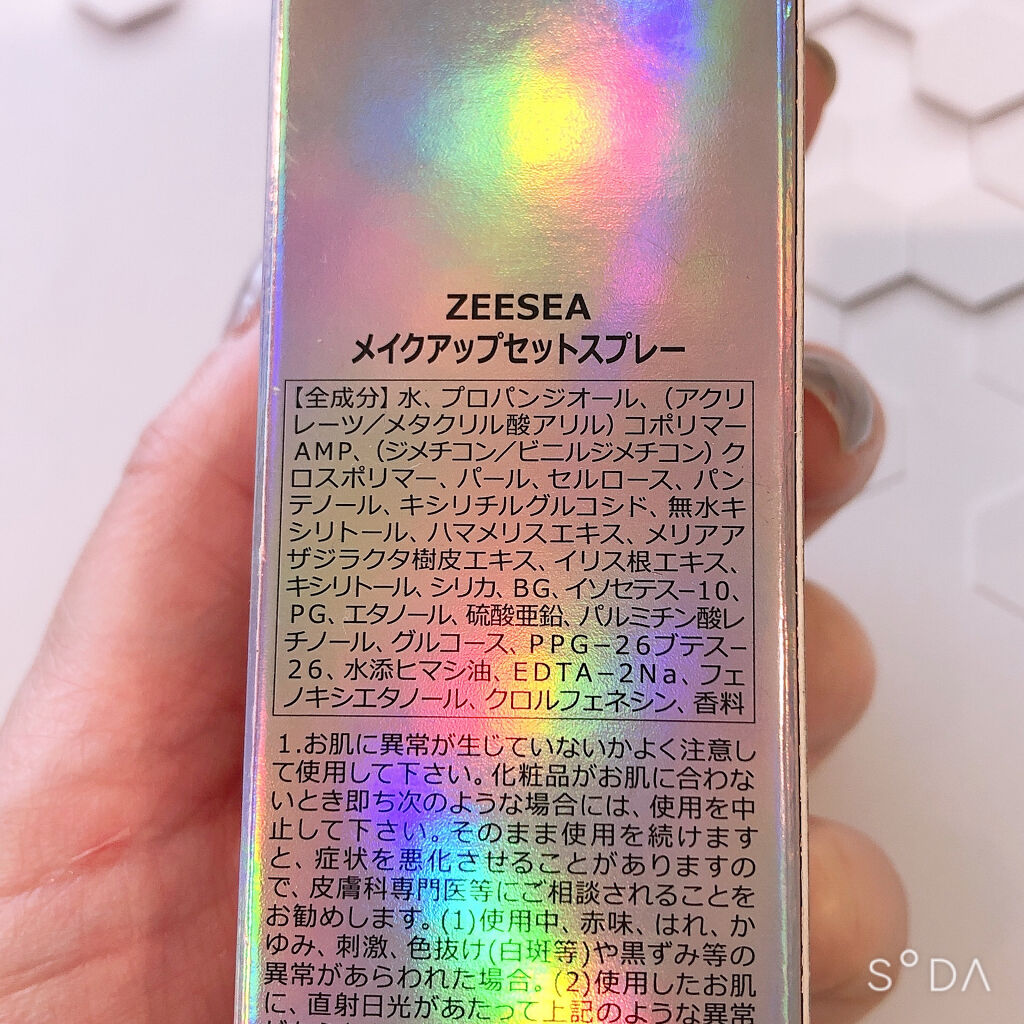 ZEESEA
メイクアップセットスプレー
【全成分】水、プロパンジオール、（アクリ
レーツ／メタクリル酸アリル）コポリマー
AMP、（ジメチコン／ビニルジメチコン）ク
ロスポリマー、パール、セルロース、パン
テノール、キシリチルグルコシド、無水キ
シリトール、ハマメリスエキス、メリアア
ザジラクタ樹皮エキス、イリス根エキス、
キシリトール、シリカ、BG、イソセテス−10、
PG、エタノール、硫酸亜鉛、パルミチン酸レ
チノール、グルコース、PPG−26ブテス−
26、水添ヒマシ油、EDTA−2Na、フェ
ノキシエタノール、クロルフェネシン、香料
1.お肌に異常が生じていないかよく注意し
て使用して下さい。化粧品がお肌に合わな
いとき即ち次のような場合には、使用を中
止して下さい。そのまま使用を続けます
と、症状を悪化させることがありますの
で、皮膚科専門医等にご相談されることを
お勧めします。(1)使用中、赤味、はれ、か
ゆみ、刺激、色抜け(白斑等)や黒ずみ等の
異常があらわれた場合。(2)使用したお肌
に、直射日光があたって上記のような異常
SODA